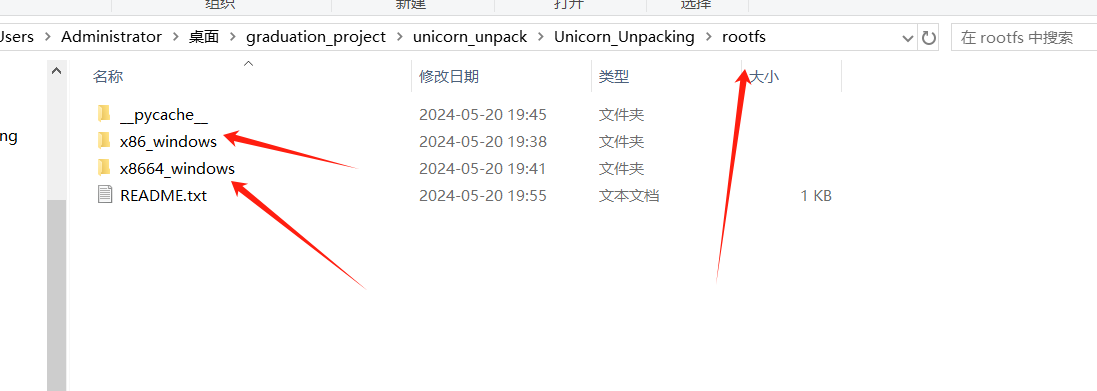 组织 新建 打开 选择
Users > Administrator > 桌面 > graduation_project > unicorn_unpack > Unicorn_Unpacking > rootfs 在 rootfs 中搜索
名称 修改日期 类型 大小
__pycache__ 2024-05-20 19:45 文件夹
ng x86_windows 2024-05-20 19:38 文件夹
x8664_windows 2024-05-20 19:41 文件夹
README.txt 2024-05-20 19:55 文本文档 1 KB